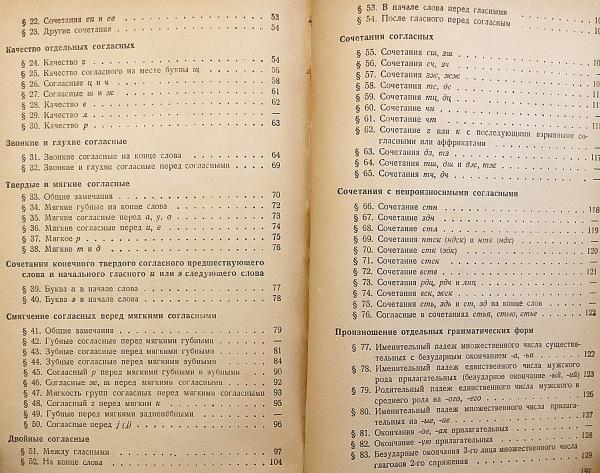 § 22. Сочетания еи и ее . . . 53
§ 23. Другие сочетания . . . 54
Качество отдельных согласных
§ 24. Качество г . . . 54
§ 25. Качество согласного на месте буквы щ . . . 56
§ 26. Согласные ц и ч . . . 58
§ 27. Согласные ш и ж . . . 61
§ 28. Качество в . . . 62
§ 29. Качество л . . . —
§ 30. Качество р . . . 63
Звонкие и глухие согласные
§ 31. Звонкие согласные на конце слова . . . 64
§ 32. Звонкие и глухие согласные перед согласными . . . 69
Твердые и мягкие согласные
§ 33. Общие замечания . . . 70
§ 34. Мягкие губные на конце слова . . . 72
§ 35. Мягкие согласные перед а, у, о . . . 73
§ 36. Мягкие согласные перед и, е . . . 74
§ 37. Мягкое р . . . 75
§ 38. Мягкие т и д . . . 76
Сочетания конечного твердого согласного предшествующего
слова и начального гласного и или э следующего слова
§ 39. Буква и в начале слова . . . 77
§ 40. Буква э в начале слова . . . 78
Смягчение согласных перед мягкими согласными
§ 41. Общие замечания . . . 79
§ 42. Губные согласные перед мягкими губными . . . —
§ 43. Зубные согласные перед мягкими губными . . . 81
§ 44. Зубные согласные перед мягкими зубными . . . 84
§ 45. Согласный р перед мягкими губными и зубными . . . 90
§ 46. Согласные ж, ш перед мягкими согласными . . . 92
§ 47. Мягкость групп согласных перед мягкими согласными 93
§ 48. Согласный г перед мягким к . . . 95
§ 49. Губные перед мягкими задненёбными . . . —
§ 50. Согласные перед j (j) . . . 96
Двойные согласные
§ 51. Между гласными . . . 97
§ 52. На конце слова . . . 104
§ 53. В начале слова перед гласными . . . 10
§ 54. После гласного перед согласным . . . 10
Сочетания согласных
§ 55. Сочетания сш, зш . . . 10
§ 56. Сочетания сч, зч . . .
§ 57. Сочетания зж, жж . . . 10
§ 58. Сочетания тс, дс . . . 11
§ 59. Сочетания тц, дц . . . 11
§ 60. Сочетание чн . . . 11
§ 61. Сочетание чт . . .
§ 62. Сочетание г или к с последующими взрывными со-
гласными или аффрикатами . . .
§ 63. Сочетания дз, тз . . . 117
§ 64. Сочетания тш, дш и дж, тж . . .
§ 65. Сочетания тч, дч . . .
Сочетания с непроизносимыми согласными
§ 66. Сочетание стн . . . 118
§ 67. Сочетание здн . . .
§ 68. Сочетание стл . . . 119
§ 69. Сочетания нтск (ндск) и нтк (ндк) . . .
§ 70. Сочетание стк (здк) . . . 120
§ 71. Сочетание стск . . .
§ 72. Сочетание вств . . . 121
§ 73. Сочетания рдц, рдч и лнц . . .
§ 74. Сочетания вск, жск . . . —
§ 75. Сочетания сть, здь и ст, зд на конце слов . . . —
§ 76. Согласные в сочетаниях стья, стью, стье . . . 122
Произношение отдельных грамматических форм
§ 77. Именительный падеж множественного числа существи-
тельных с безударным окончанием -а, -ья . . . 122
§ 78. Именительный падеж единственного числа мужского
рода прилагательных (безударное окончание -ый, -ий) 123
§ 79. Родительный падеж единственного числа мужского и
среднего рода на -ого, -его . . . 126
§ 80. Именительный падеж множественного числа прилага-
тельных на -ые, -ие . . . 127
§ 81. Окончания -ое, -ая прилагательных . . .
§ 82. Окончание -ую прилагательных . . . 128
§ 83. Безударные окончания 3-го лица множественного числа
глаголов 2-го спряжения . . . 129